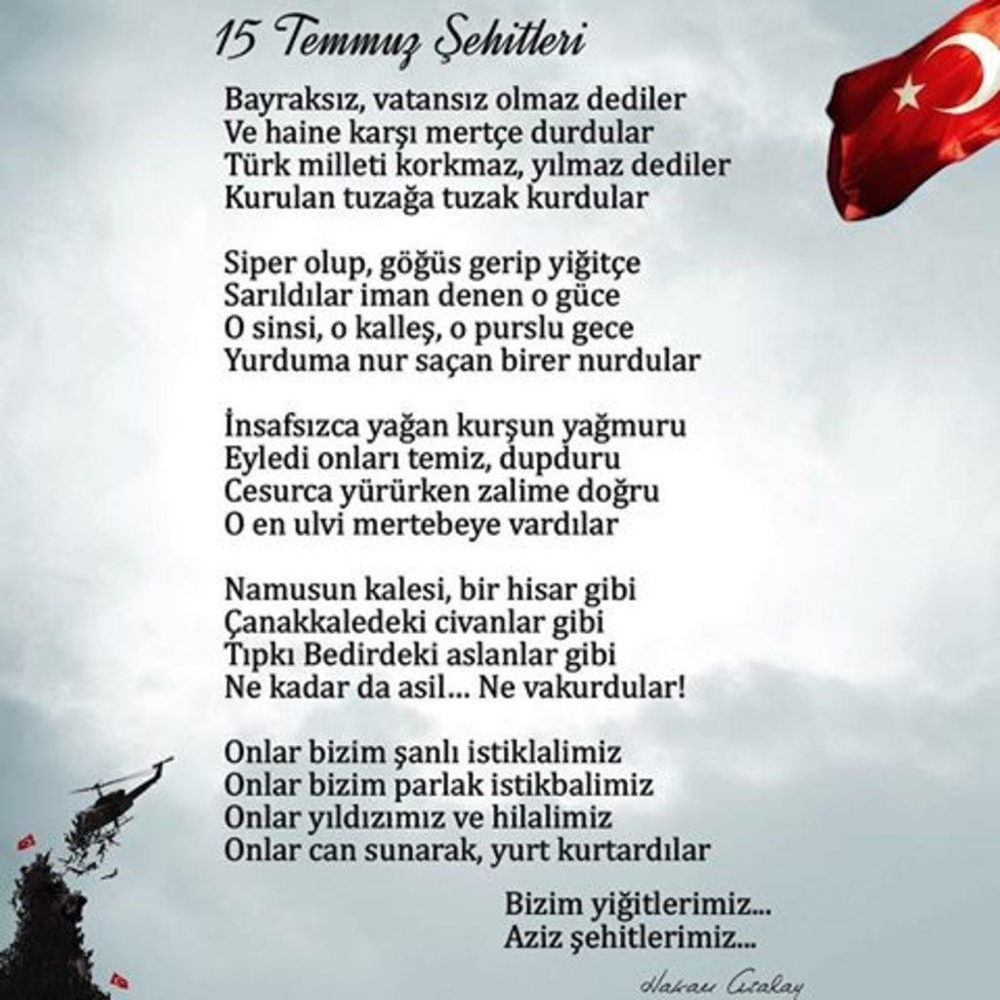 15 Temmuz Şehitleri
Bayraksız, vatansız olmaz dediler
Ve haine karşı mertçe durdular
Türk milleti korkmaz, yılmaz dediler
Kurulan tuzağa tuzak kurdular
Siper olup, göğüs gerip yiğitçe
Sarıldılar iman denen o güce
O sinsi, o kalleş, o purslu gece
Yurduma nur saçan birer nurdular
İnsafsızca yağan kurşun yağmuru
Eyledi onları temiz, dupduru
Cesurca yürürken zalime doğru
O en ulvi mertebeye vardılar
Namusun kalesi, bir hisar gibi
Çanakkaledeki civanlar gibi
Tıpkı Bedirdeki aslanlar gibi
Ne kadar da asil... Ne vakurdular!
Onlar bizim şanlı istiklalimiz
Onlar bizim parlak istikbalimiz
Onlar yıldızımız ve hilalimiz
Onlar can sunarak, yurt kurtardılar
Bizim yiğitlerimiz...
Aziz şehitlerimiz...
Hakan